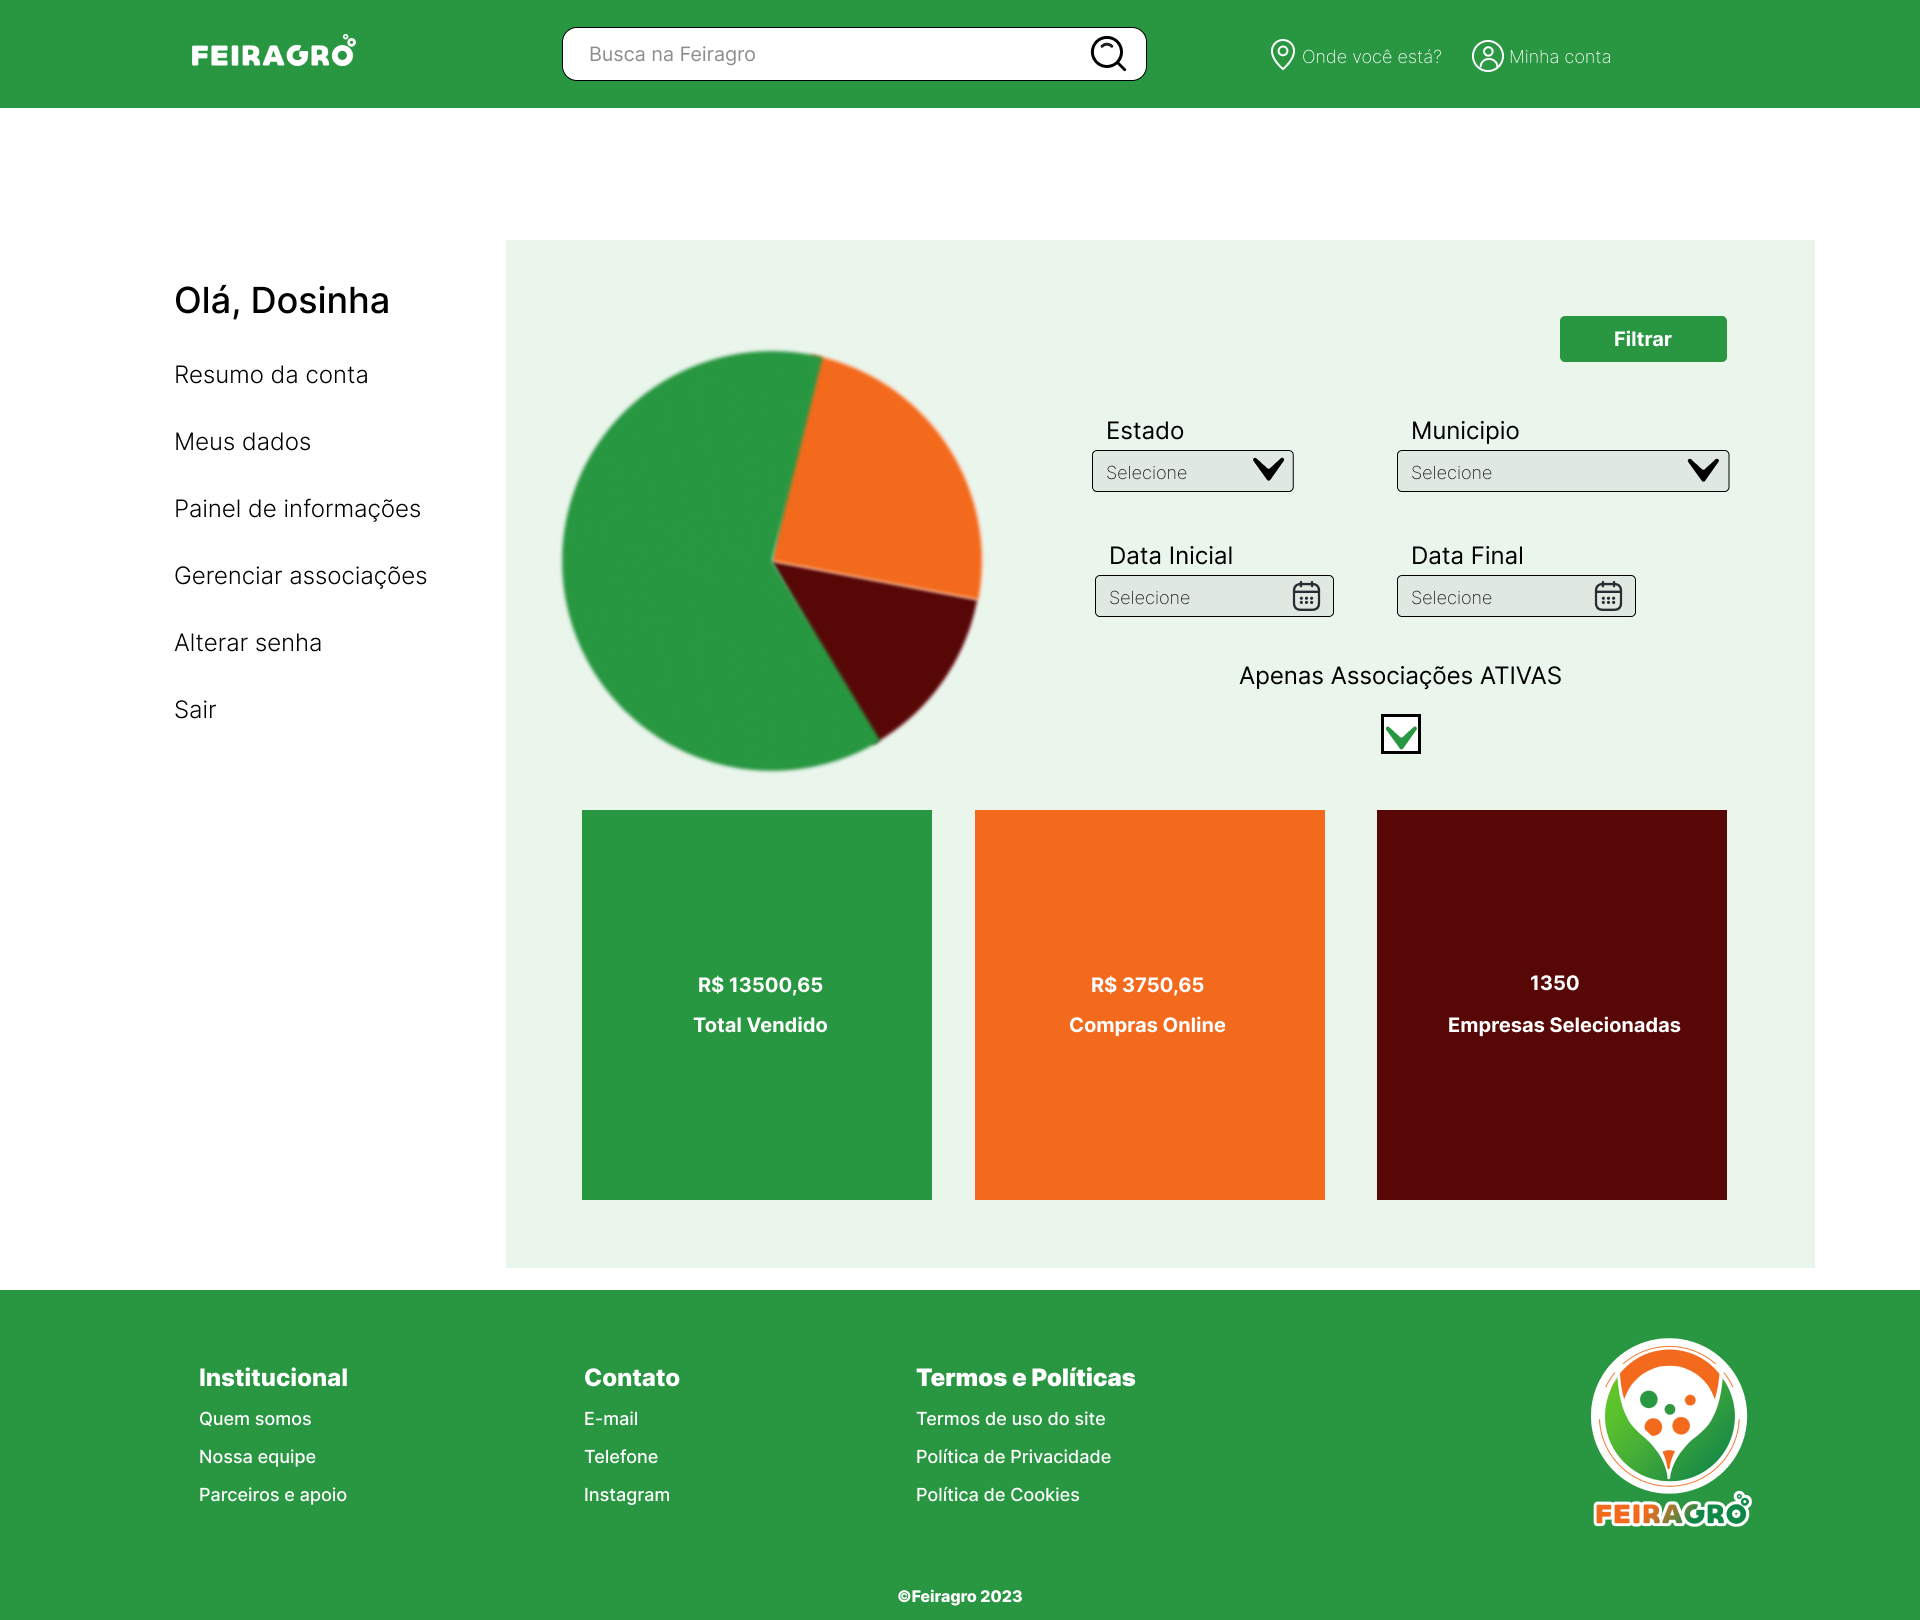 FEIRAGRO
Busca na Feiragro
Onde você está?
Minha conta
Olá, Dosinha
Resumo da conta
Meus dados
Painel de informações
Gerenciar associações
Alterar senha
Sair
Filtrar
Estado
Municipio
Selecione
Selecione
Data Inicial
Data Final
Selecione
Selecione
Apenas Associações ATIVAS
R$ 13500,65
Total Vendido
R$ 3750,65
Compras Online
1350
Empresas Selecionadas
Institucional
Quem somos
Nossa equipe
Parceiros e apoio
Contato
E-mail
Telefone
Instagram
Termos e Políticas
Termos de uso do site
Política de Privacidade
Política de Cookies
FEIRAGRO
©Feiragro 2023